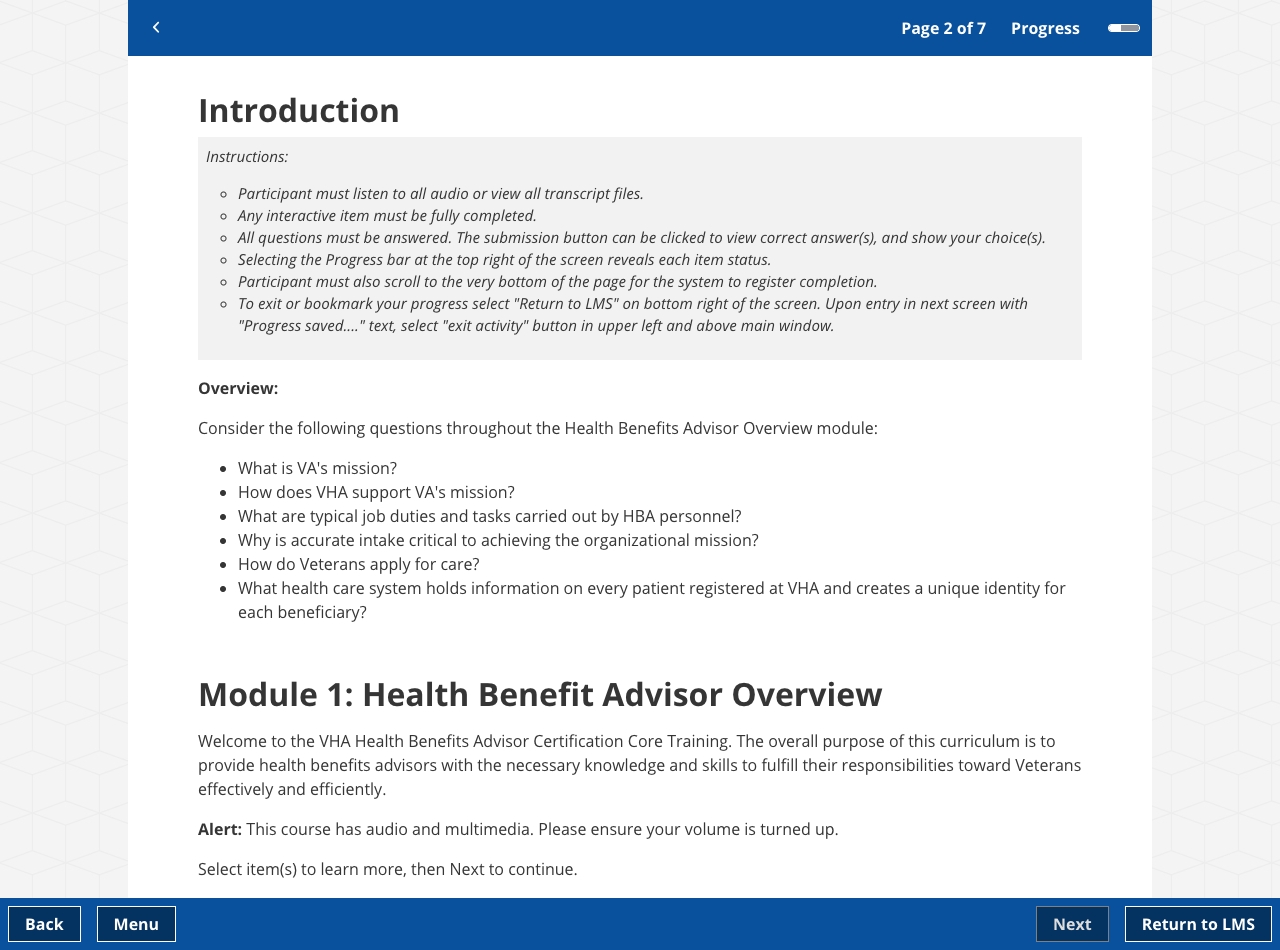 Page 2 of 7 Progress
Introduction
Instructions:
Participant must listen to all audio or view all transcript files.
Any interactive item must be fully completed.
All questions must be answered. The submission button can be clicked to view correct answer(s), and show your choice(s).
Selecting the Progress bar at the top right of the screen reveals each item status.
Participant must also scroll to the very bottom of the page for the system to register completion.
To exit or bookmark your progress select "Return to LMS" on bottom right of the screen. Upon entry in next screen with
"Progress saved...." text, select "exit activity" button in upper left and above main window.
Overview:
Consider the following questions throughout the Health Benefits Advisor Overview module:
What is VA's mission?
How does VHA support VA's mission?
What are typical job duties and tasks carried out by HBA personnel?
Why is accurate intake critical to achieving the organizational mission?
How do Veterans apply for care?
What health care system holds information on every patient registered at VHA and creates a unique identity for
each beneficiary?
Module 1: Health Benefit Advisor Overview
Welcome to the VHA Health Benefits Advisor Certification Core Training. The overall purpose of this curriculum is to
provide health benefits advisors with the necessary knowledge and skills to fulfill their responsibilities toward Veterans
effectively and efficiently.
Alert: This course has audio and multimedia. Please ensure your volume is turned up.
Select item(s) to learn more, then Next to continue.
Back Menu Next Return to LMS